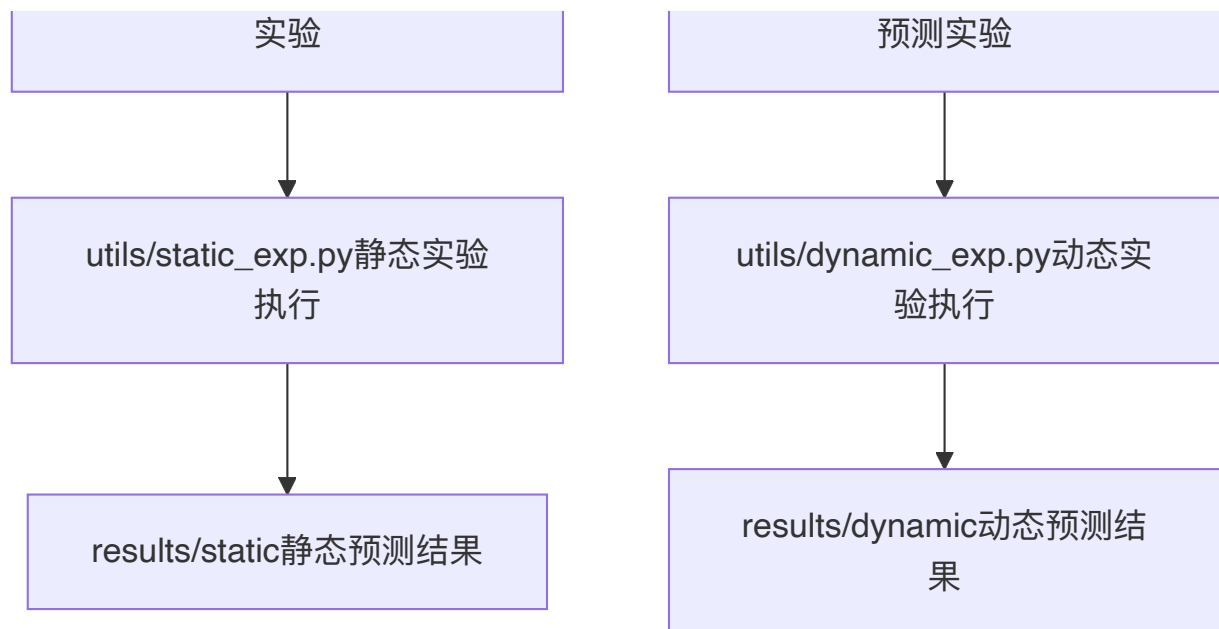 实验
预测实验
utils/static_exp.py静态实验
执行
utils/dynamic_exp.py动态实
验执行
results/static静态预测结果
results/dynamic动态预测结
果